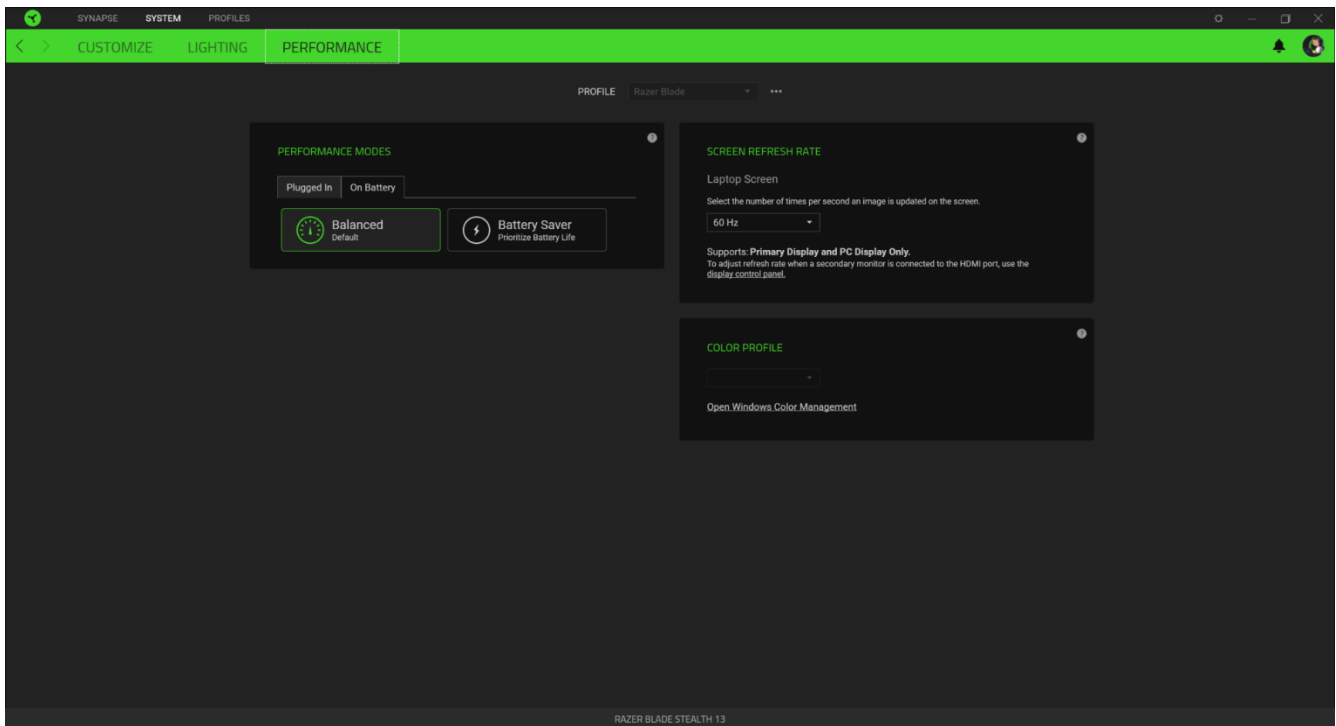 SYNAPSE SYSTEM PROFILES
CUSTOMIZE LIGHTING PERFORMANCE
PROFILE Razer Blade
PERFORMANCE MODES
Plugged In On Battery
Balanced
Default
Battery Saver
Prioritize Battery Life
SCREEN REFRESH RATE
Laptop Screen
Select the number of times per second an image is updated on the screen.
60 Hz
Supports: Primary Display and PC Display Only.
To adjust refresh rate when a secondary monitor is connected to the HDMI port, use the
display control panel.
COLOR PROFILE
Open Windows Color Management
RAZER BLADE STEALTH 13